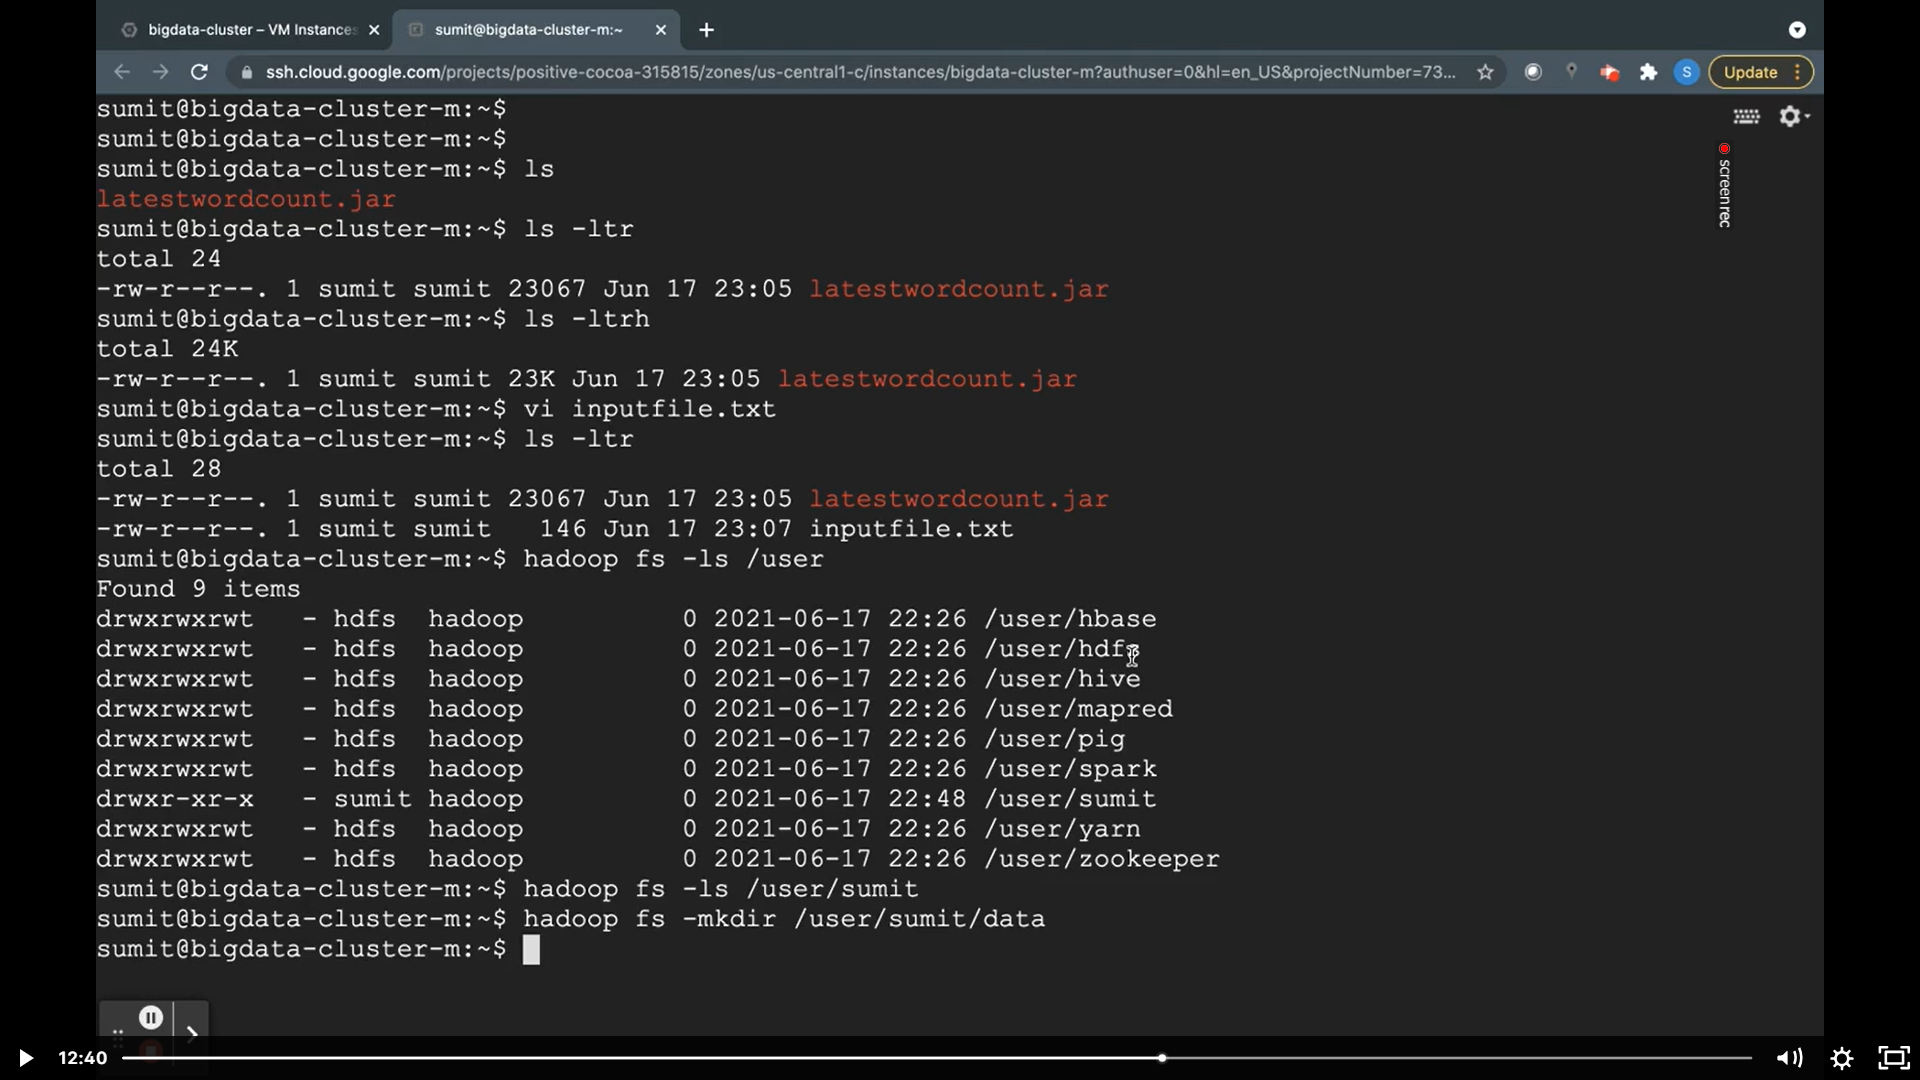 bigdata-cluster – VM Instances
sumit@bigdata-cluster-m:~
ssh.cloud.google.com/projects/positive-cocoa-315815/zones/us-central1-c/instances/bigdata-cluster-m?authuser=0&hl=en_US&projectNumber=73...
S
Update
sumit@bigdata-cluster-m:~$
sumit@bigdata-cluster-m:~$
sumit@bigdata-cluster-m:~$ ls
latestwordcount.jar
sumit@bigdata-cluster-m:~$ ls -ltr
total 24
-rw-r--r--. 1 sumit sumit 23067 Jun 17 23:05 latestwordcount.jar
sumit@bigdata-cluster-m:~$ ls -ltrh
total 24K
-rw-r--r--. 1 sumit sumit 23K Jun 17 23:05 latestwordcount.jar
sumit@bigdata-cluster-m:~$ vi inputfile.txt
sumit@bigdata-cluster-m:~$ ls -ltr
total 28
-rw-r--r--. 1 sumit sumit 23067 Jun 17 23:05 latestwordcount.jar
-rw-r--r--. 1 sumit sumit   146 Jun 17 23:07 inputfile.txt
sumit@bigdata-cluster-m:~$ hadoop fs -ls /user
Found 9 items
drwxrwxrwt   - hdfs  hadoop          0 2021-06-17 22:26 /user/hbase
drwxrwxrwt   - hdfs  hadoop          0 2021-06-17 22:26 /user/hdfs
drwxrwxrwt   - hdfs  hadoop          0 2021-06-17 22:26 /user/hive
drwxrwxrwt   - hdfs  hadoop          0 2021-06-17 22:26 /user/mapred
drwxrwxrwt   - hdfs  hadoop          0 2021-06-17 22:26 /user/pig
drwxrwxrwt   - hdfs  hadoop          0 2021-06-17 22:26 /user/spark
drwxr-xr-x   - sumit hadoop          0 2021-06-17 22:48 /user/sumit
drwxrwxrwt   - hdfs  hadoop          0 2021-06-17 22:26 /user/yarn
drwxrwxrwt   - hdfs  hadoop          0 2021-06-17 22:26 /user/zookeeper
sumit@bigdata-cluster-m:~$ hadoop fs -ls /user/sumit
sumit@bigdata-cluster-m:~$ hadoop fs -mkdir /user/sumit/data
sumit@bigdata-cluster-m:~$
screenrec
12:40